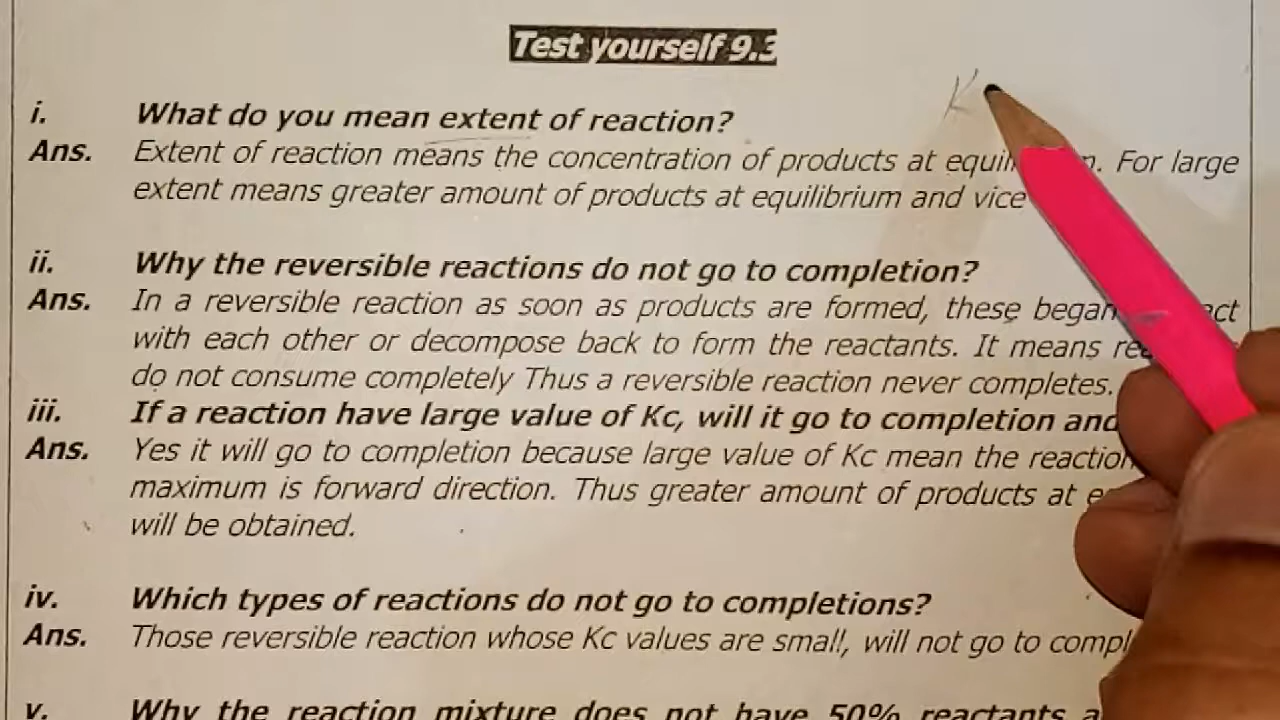 Test yourself 9.3
i. What do you mean extent of reaction?
Ans. Extent of reaction means the concentration of products at For large
extent means greater amount of products at equilibrium and vice
ii. Why the reversible reactions do not go to completion?
Ans. In a reversible reaction as soon as products are formed, these began
with each other or decompose back to form the reactants. It means
do not consume completely Thus a reversible reaction never completes.
iii. If a reaction have large value of Kc, will it go to completion and
Ans. Yes it will go to completion because large value of Kc mean the reaction
maximum is forward direction. Thus greater amount of products at
will be obtained.
iv. Which types of reactions do not go to completions?
Ans. Those reversible reaction whose Kc values are small, will not go to
v. Why the reaction mixture does not have 50% reactants
K